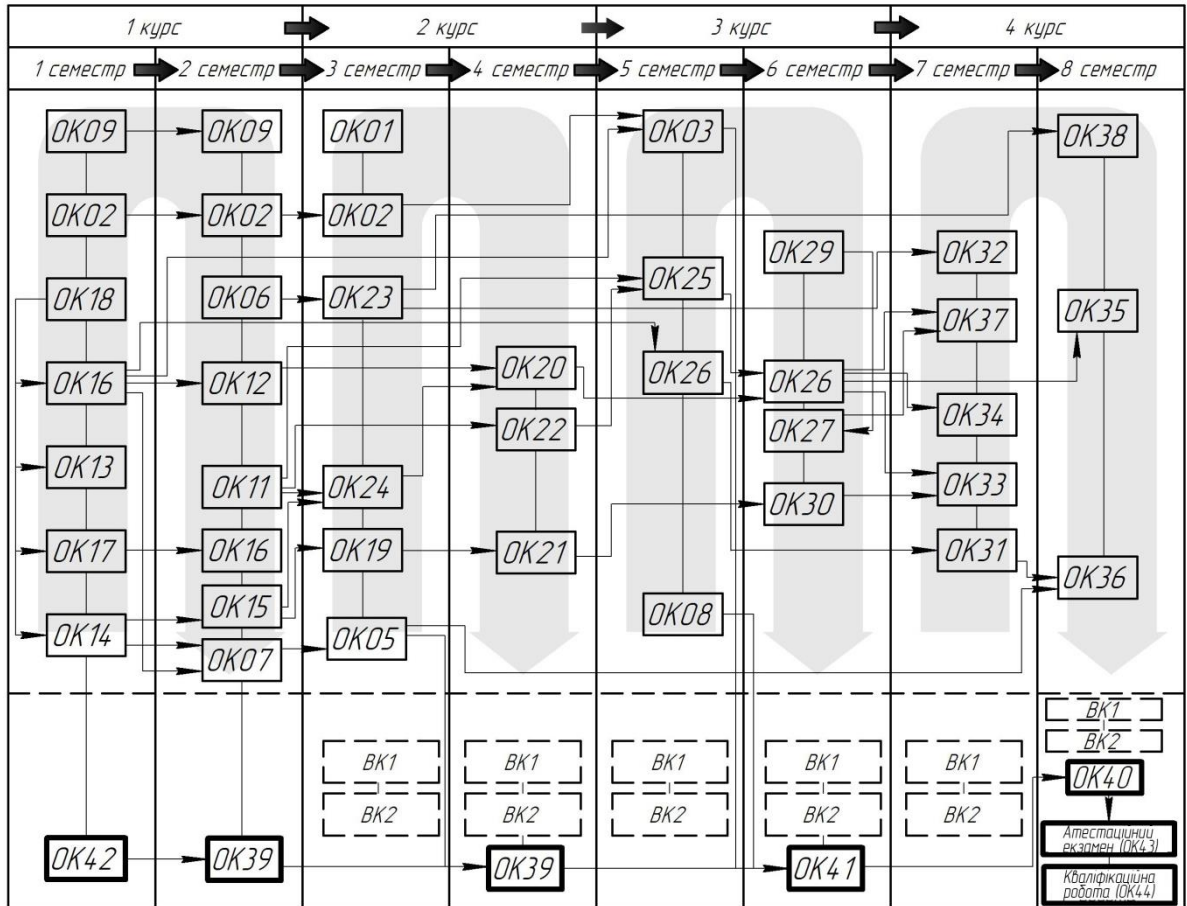 1 курс
2 курс
3 курс
4 курс
1 семестр
2 семестр
3 семестр
4 семестр
5 семестр
6 семестр
7 семестр
8 семестр
ОК09
ОК02
ОК18
ОК16
ОК13
ОК17
ОК14
ОК42
ОК09
ОК02
ОК06
ОК12
ОК11
ОК16
ОК15
ОК07
ОК39
ОК01
ОК02
ОК23
ОК24
ОК19
ОК05
ВК1
ВК2
ОК20
ОК22
ОК21
ВК1
ВК2
ОК39
ОК03
ОК25
ОК26
ОК08
ВК1
ВК2
ОК29
ОК26
ОК27
ОК30
ВК1
ВК2
ОК41
ОК32
ОК37
ОК34
ОК33
ОК31
ВК1
ВК2
ОК38
ОК35
ОК36
ВК1
ВК2
ОК40
Атестаційний
екзамен (ОК43)
Кваліфікаційна
робота (ОК44)